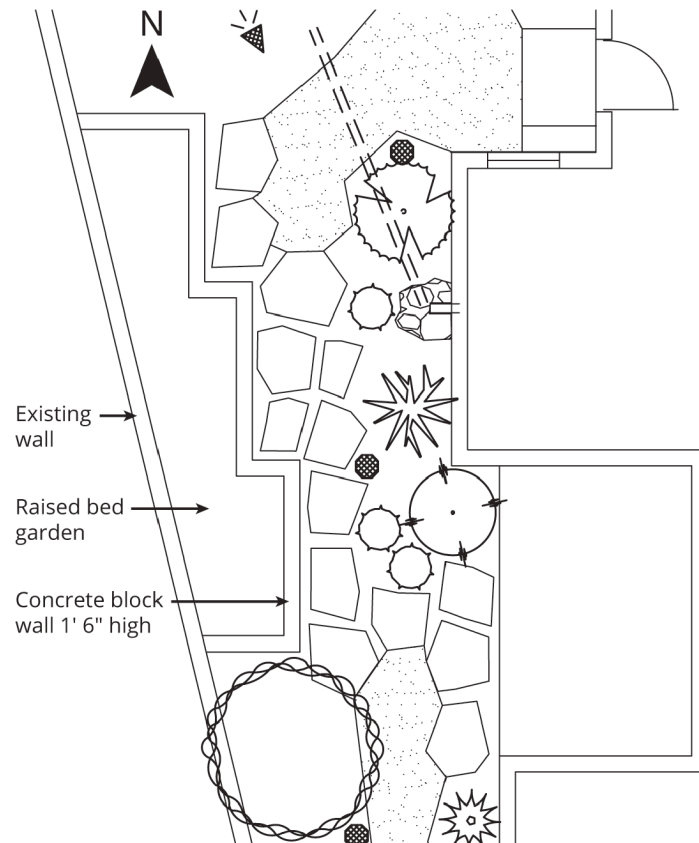 N
Existing
wall
Raised bed
garden
Concrete block
wall 1' 6" high